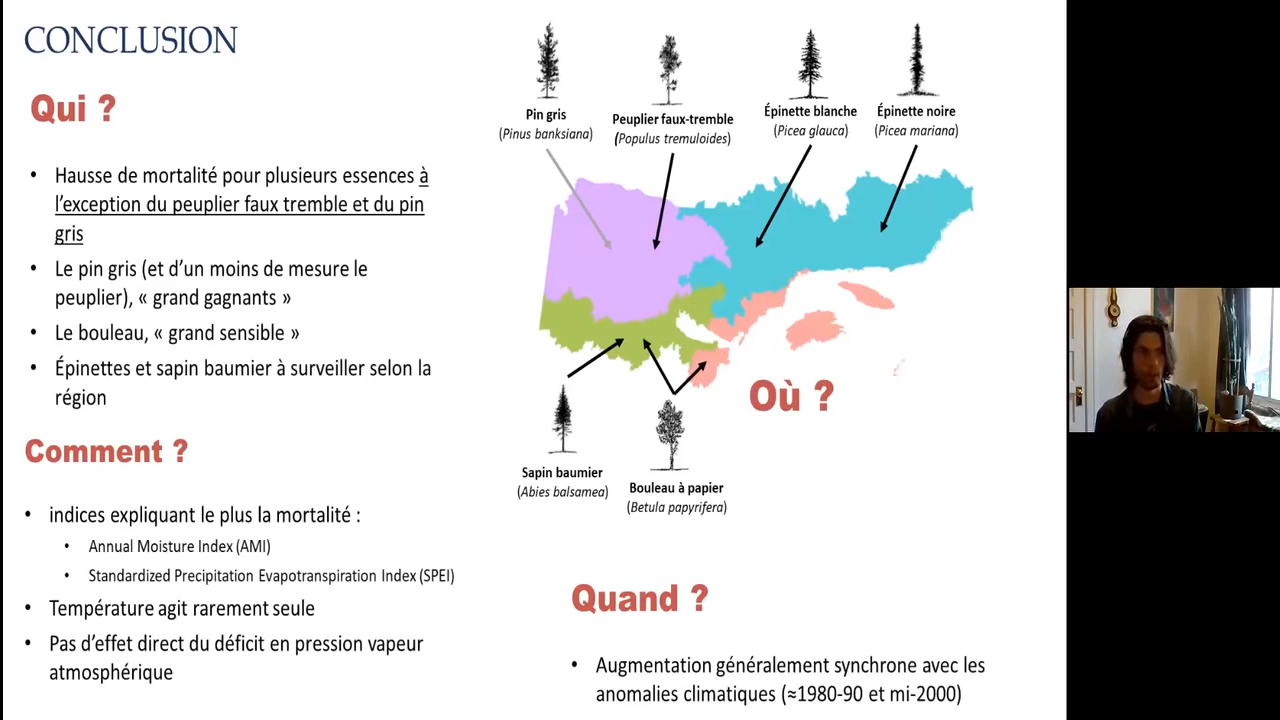 CONCLUSION
Qui ?
• Hausse de mortalité pour plusieurs essences à
l'exception du peuplier faux tremble et du pin
gris
• Le pin gris (et d'un moins de mesure le
peuplier), « grand gagnants »
• Le bouleau, « grand sensible »
• Épinettes et sapin baumier à surveiller selon la
région
Comment ?
• indices expliquant le plus la mortalité :
• Annual Moisture Index (AMI)
• Standardized Precipitation Evapotranspiration Index (SPEI)
• Température agit rarement seule
• Pas d'effet direct du déficit en pression vapeur
atmosphérique
Pin gris
(Pinus banksiana)
Peuplier faux-tremble
(Populus tremuloides)
Épinette blanche
(Picea glauca)
Épinette noire
(Picea mariana)
Où ?
Sapin baumier
(Abies balsamea)
Bouleau à papier
(Betula papyrifera)
Quand ?
• Augmentation généralement synchrone avec les
anomalies climatiques (≈1980-90 et mi-2000)